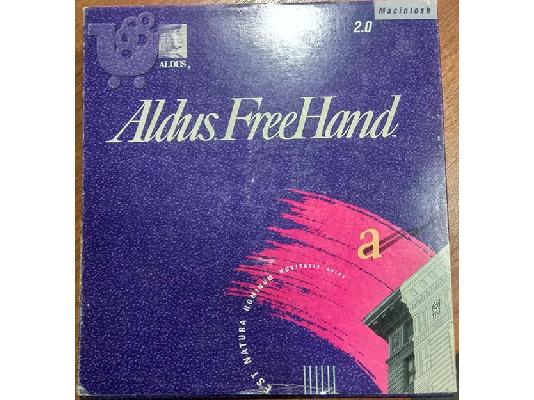 Macintosh
2.0
ALDUS
Aldus FreeHand
a
EST NATURA HOMINUM NOVITATIS AVIDA